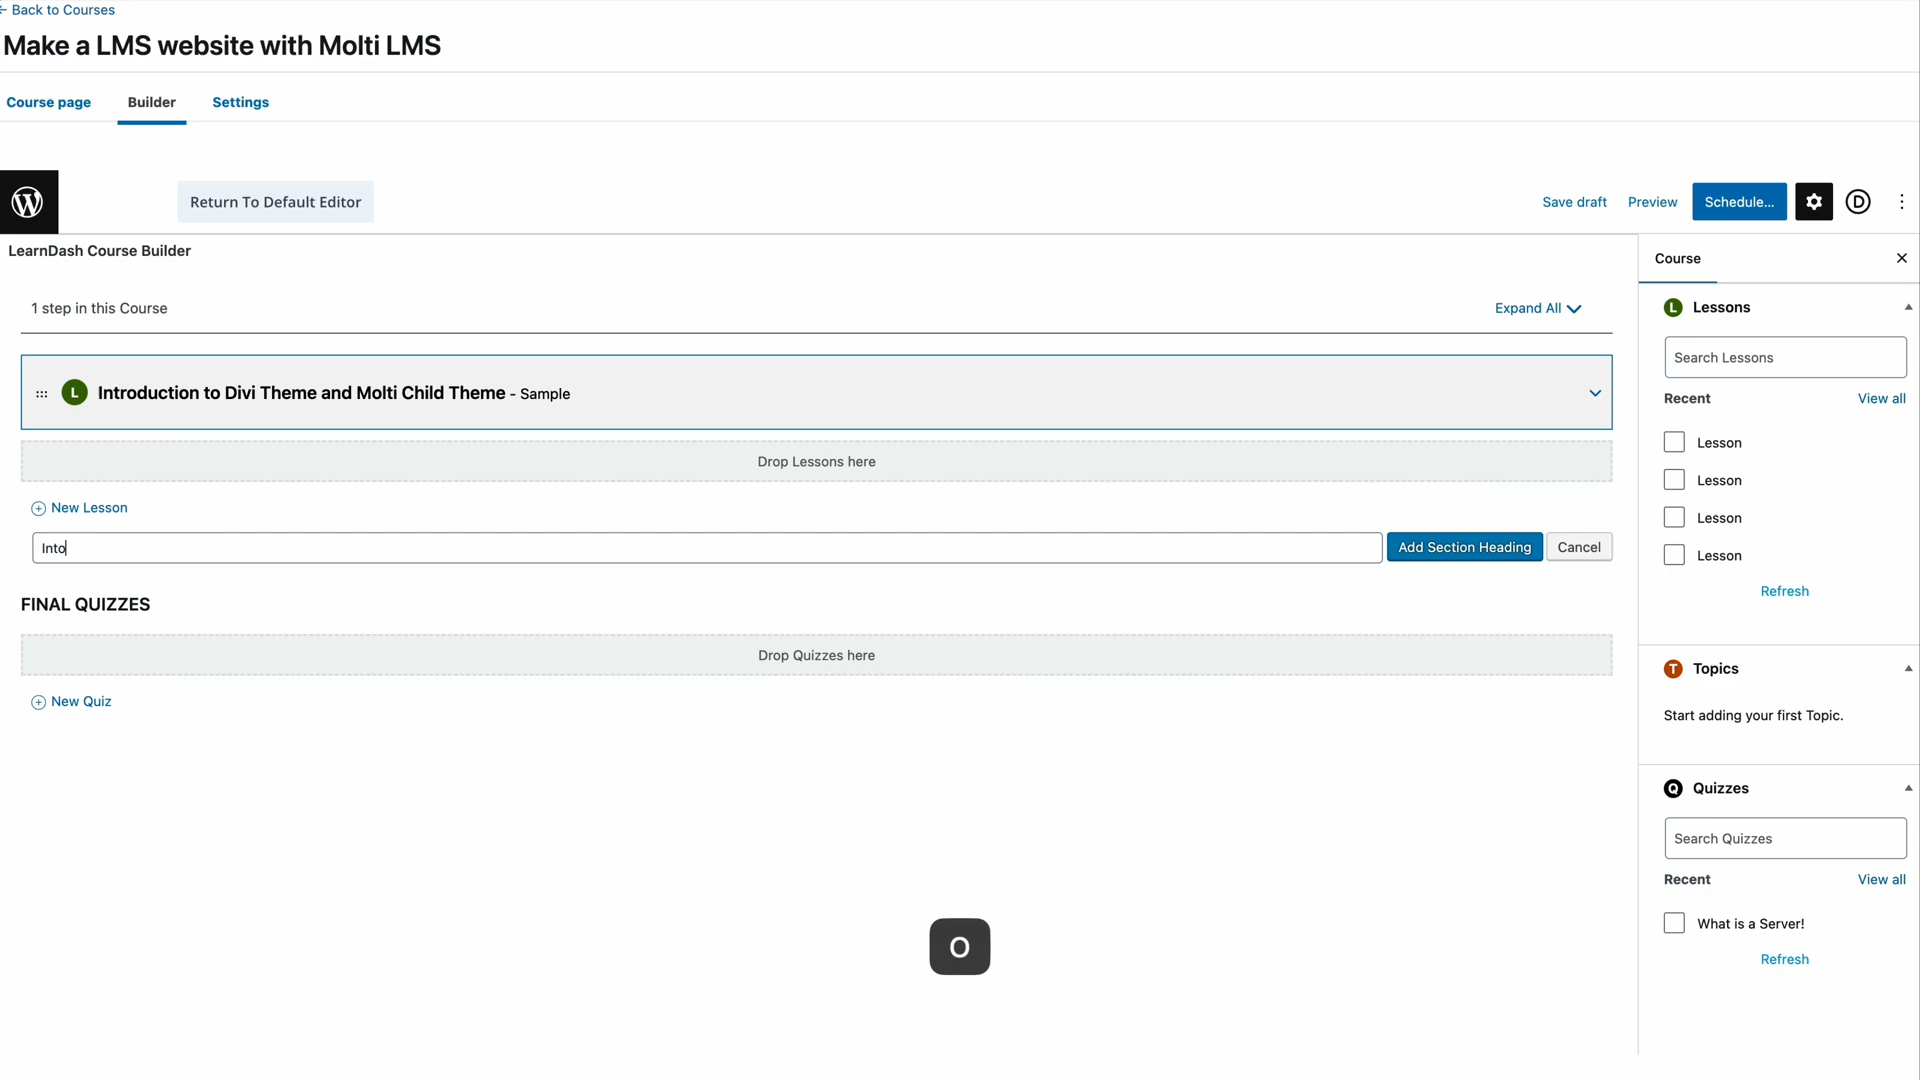 ← Back to Courses
Make a LMS website with Molti LMS
Course page Builder Settings
Return To Default Editor
Save draft Preview Schedule... D
LearnDash Course Builder
1 step in this Course
Expand All
L Introduction to Divi Theme and Molti Child Theme - Sample
Drop Lessons here
New Lesson
Into Add Section Heading Cancel
FINAL QUIZZES
Drop Quizzes here
New Quiz
O
Course
L Lessons
Search Lessons
Recent View all
Lesson
Lesson
Lesson
Lesson
Refresh
T Topics
Start adding your first Topic.
Q Quizzes
Search Quizzes
Recent View all
What is a Server!
Refresh